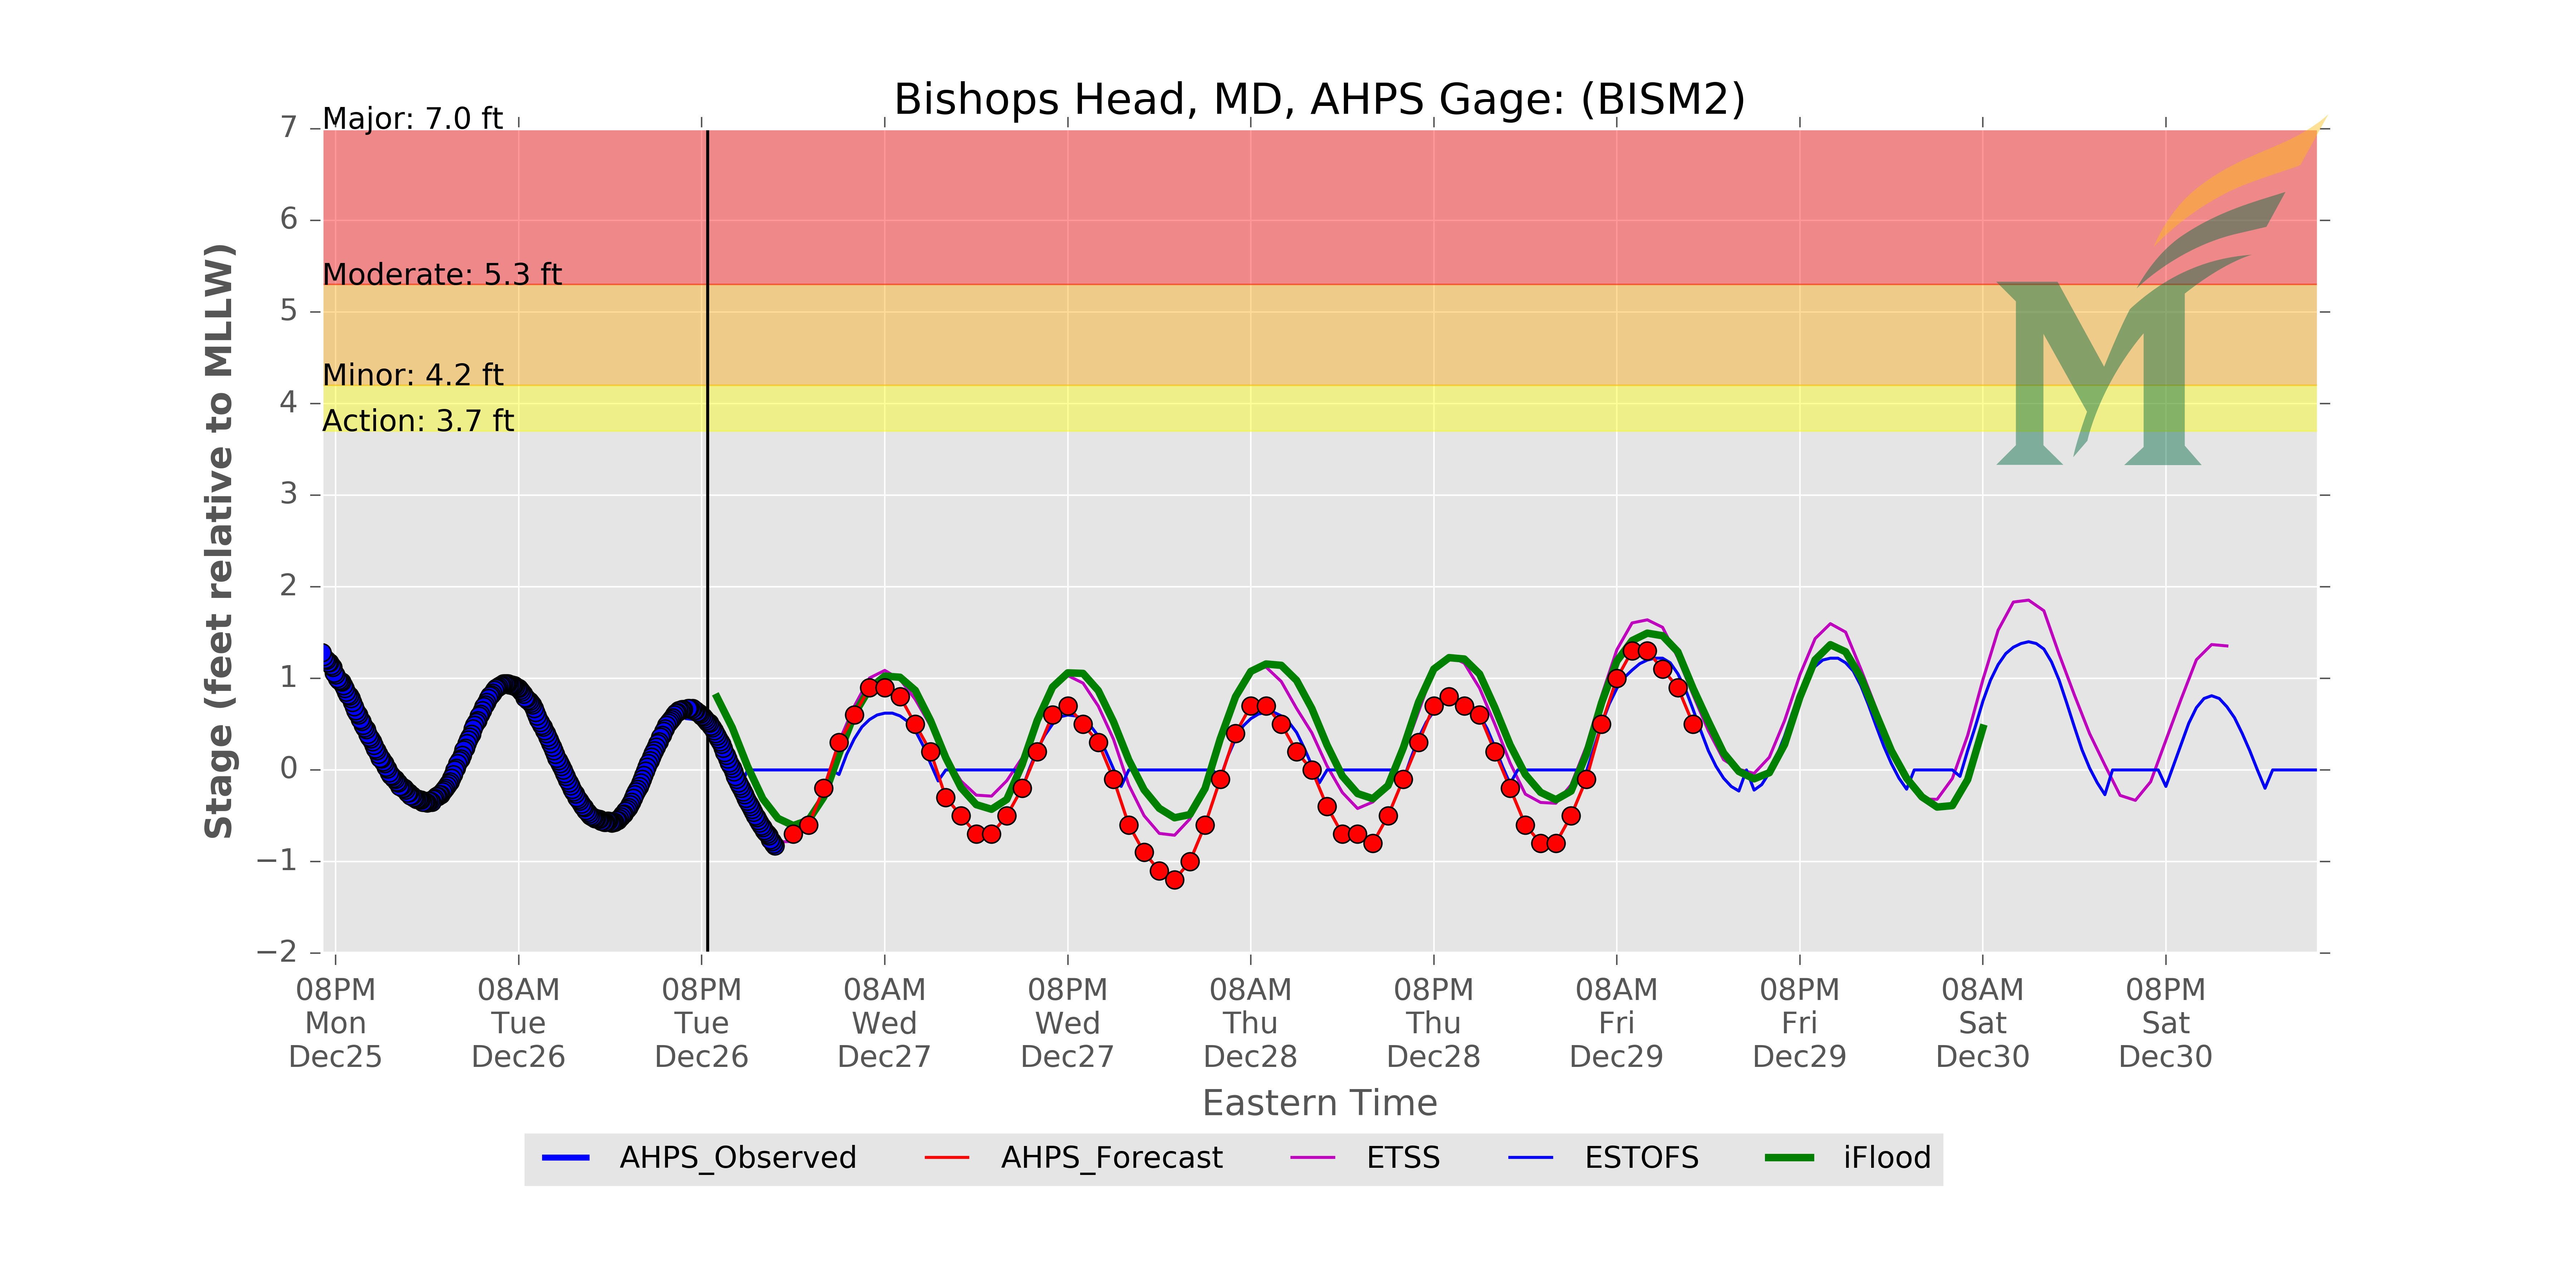 Bishops Head, MD, AHPS Gage: (BISM2)
Major: 7.0 ft
Moderate: 5.3 ft
Minor: 4.2 ft
Action: 3.7 ft
Stage (feet relative to MLLW)
7
6
5
4
3
2
1
0
−1
−2
08PM Mon Dec25
08AM Tue Dec26
08PM Tue Dec26
08AM Wed Dec27
08PM Wed Dec27
08AM Thu Dec28
08PM Thu Dec28
08AM Fri Dec29
08PM Fri Dec29
08AM Sat Dec30
08PM Sat Dec30
Eastern Time
AHPS_Observed
AHPS_Forecast
ETSS
ESTOFS
iFlood
M